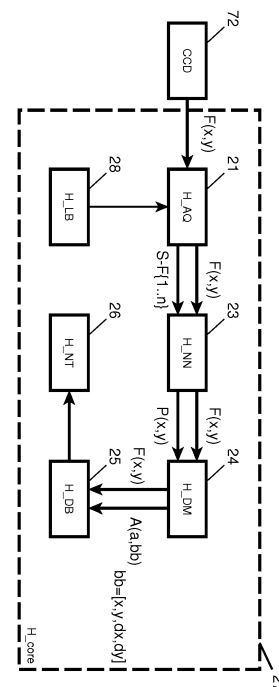 72
CCD
F(x,y)
21
H_AQ
28
H_LB
F(x,y)
S-F{1..n}
23
H_NN
26
H_NT
F(x,y)
P(x,y)
24
H_DM
F(x,y)
A(a,bb)
bb=[x,y,dx,dy]
25
H_DB
H_core